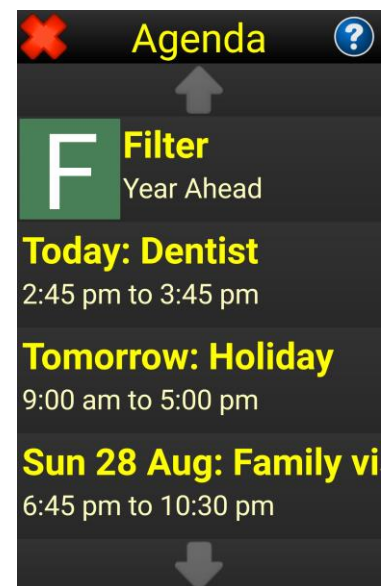 Agenda ?
F
Filter
Year Ahead
Today: Dentist
2:45 pm to 3:45 pm
Tomorrow: Holiday
9:00 am to 5:00 pm
Sun 28 Aug: Family vi
6:45 pm to 10:30 pm